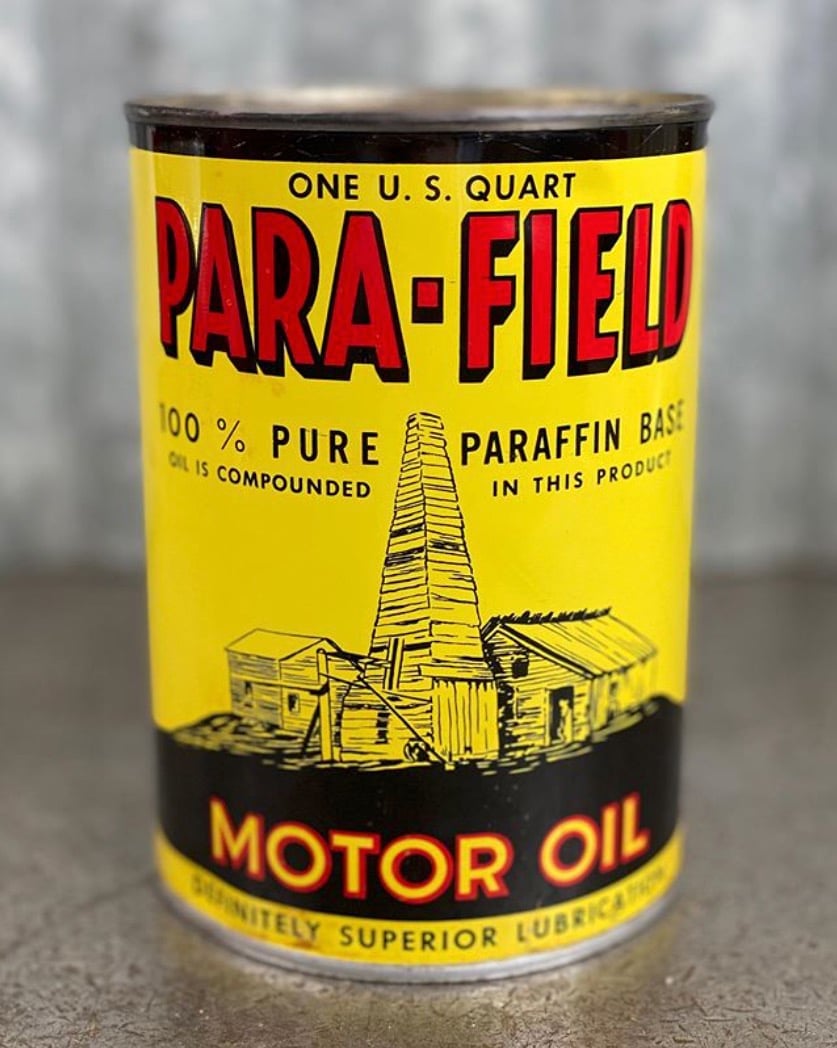 ONE U. S. QUART
PARA-FIELD
100 % PURE PARAFFIN BASE
OIL IS COMPOUNDED IN THIS PRODUCT
MOTOR OIL
DEFINITELY SUPERIOR LUBRICATION